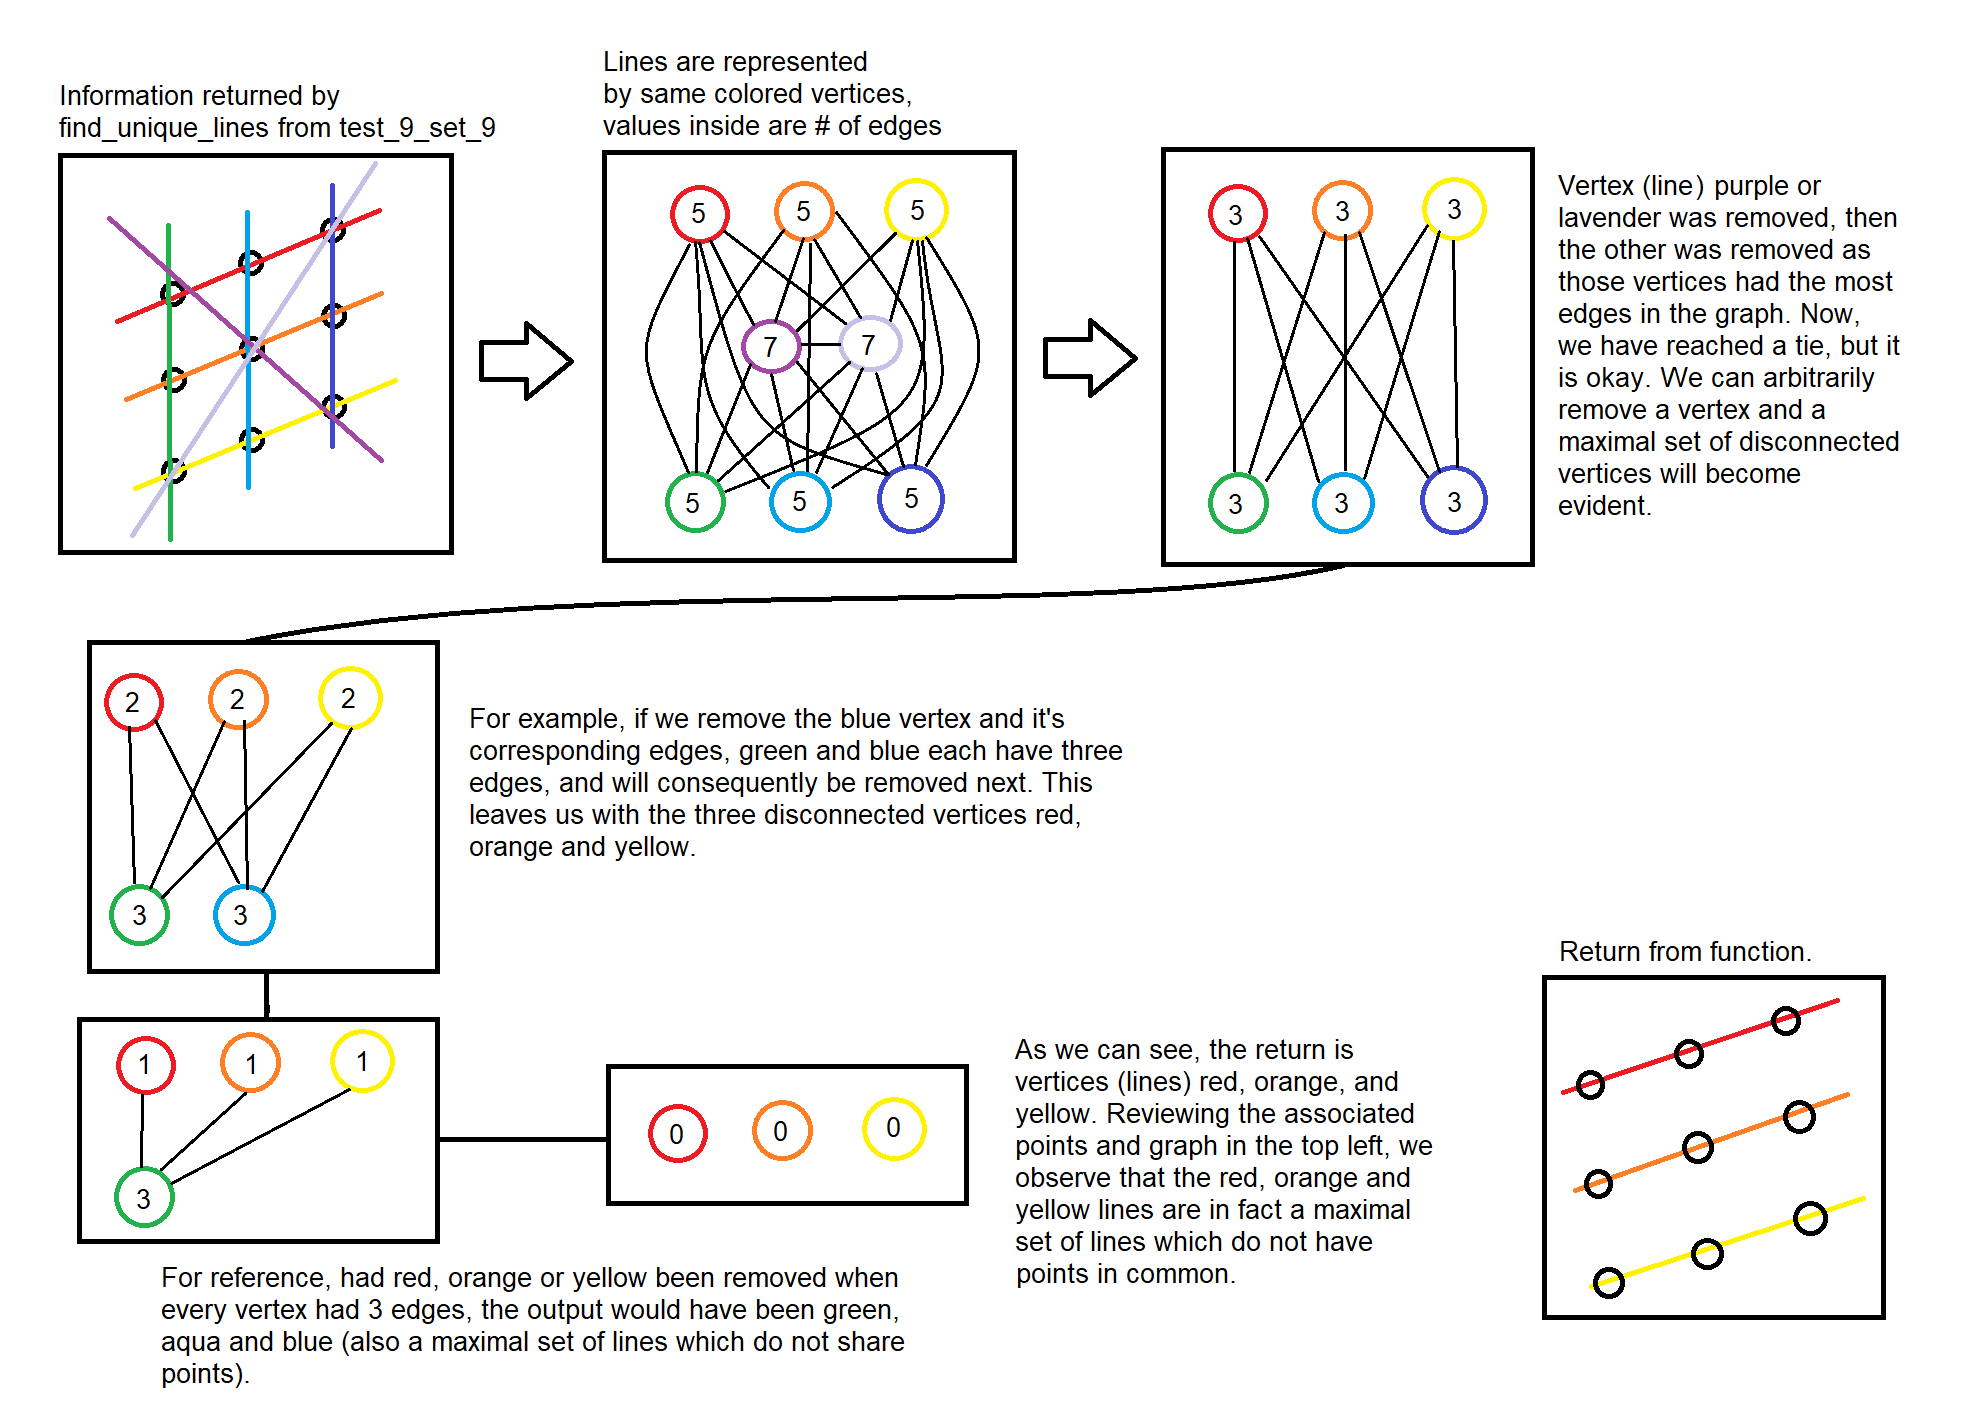 Information returned by
find_unique_lines from test_9_set_9
Lines are represented
by same colored vertices,
values inside are # of edges
5 5 5
7 7
5 5 5
3 3 3
3 3 3
Vertex (line) purple or
lavender was removed, then
the other was removed as
those vertices had the most
edges in the graph. Now,
we have reached a tie, but it
is okay. We can arbitrarily
remove a vertex and a
maximal set of disconnected
vertices will become
evident.
2 2 2
3 3
For example, if we remove the blue vertex and it's
corresponding edges, green and blue each have three
edges, and will consequently be removed next. This
leaves us with the three disconnected vertices red,
orange and yellow.
1 1 1
3
For reference, had red, orange or yellow been removed when
every vertex had 3 edges, the output would have been green,
aqua and blue (also a maximal set of lines which do not share
points).
0 0 0
As we can see, the return is
vertices (lines) red, orange, and
yellow. Reviewing the associated
points and graph in the top left, we
observe that the red, orange and
yellow lines are in fact a maximal
set of lines which do not have
points in common.
Return from function.